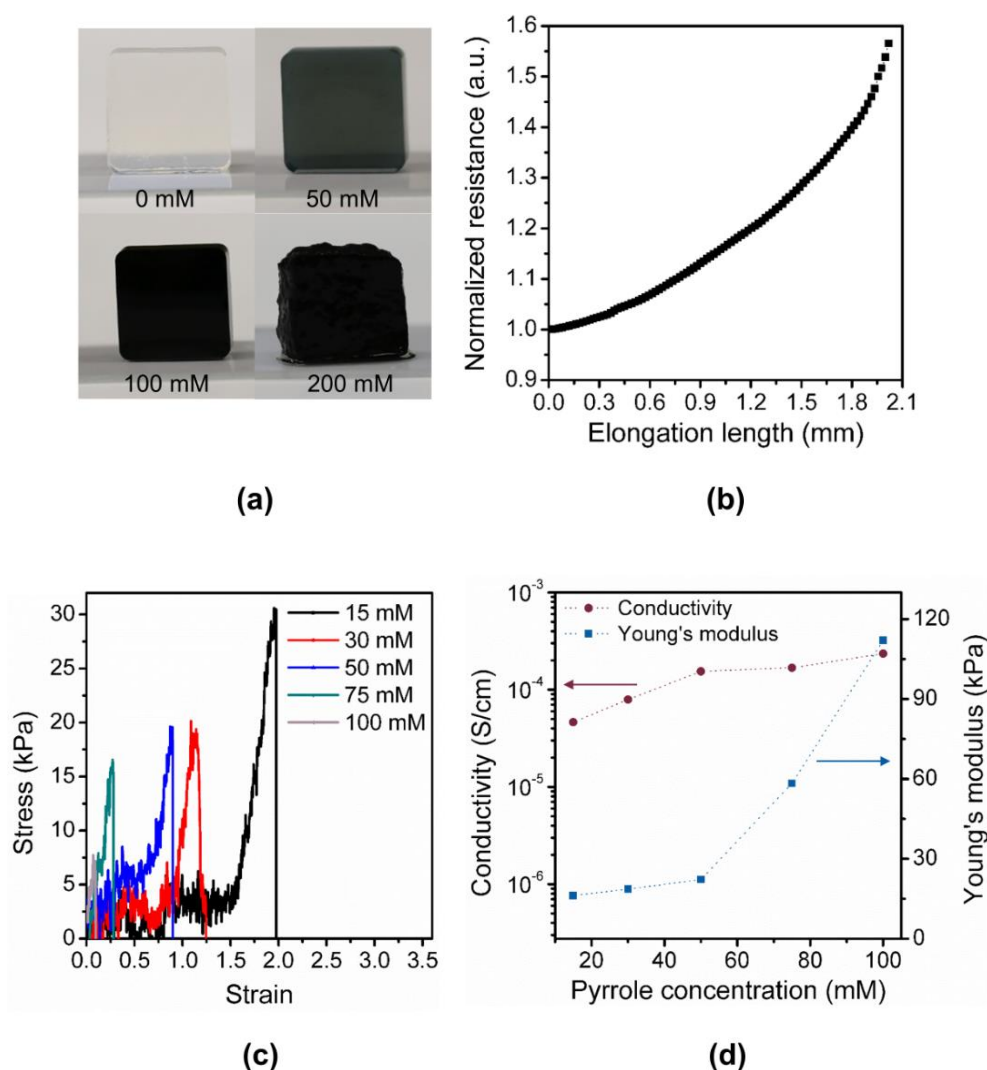 0 mM
50 mM
100 mM
200 mM
(a)
Normalized resistance (a.u.)
1.6
1.5
1.4
1.3
1.2
1.1
1.0
0.9
0.0 0.3 0.6 0.9 1.2 1.5 1.8 2.1
Elongation length (mm)
(b)
Stress (kPa)
30
25
20
15
10
5
0
0.0 0.5 1.0 1.5 2.0 2.5 3.0 3.5
Strain
15 mM
30 mM
50 mM
75 mM
100 mM
(c)
Conductivity (S/cm)
10⁻³
10⁻⁴
10⁻⁵
10⁻⁶
Conductivity
Young's modulus
120
90
60
30
0
Young's modulus (kPa)
20 40 60 80 100
Pyrrole concentration (mM)
(d)